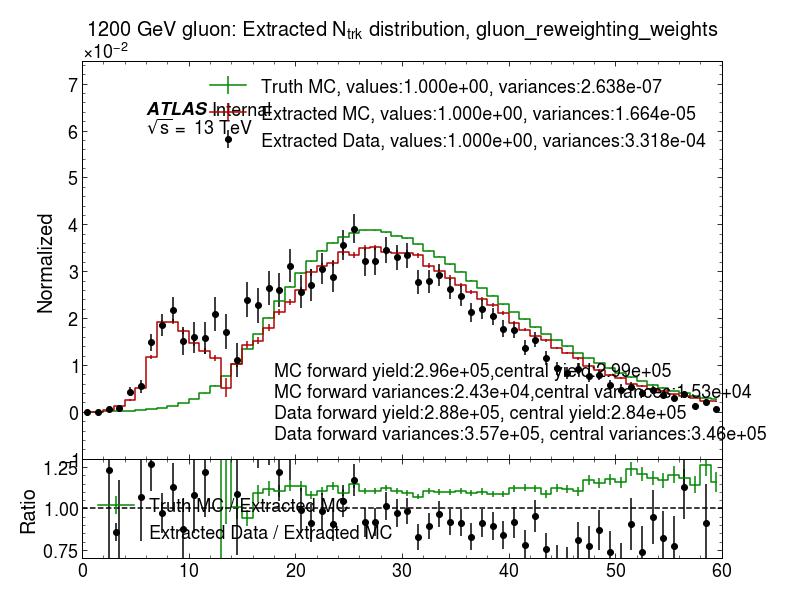 1200 GeV gluon: Extracted Ntrk distribution, gluon_reweighting_weights
×10−2
Truth MC, values:1.000e+00, variances:2.638e-07
ATLAS Internal
Extracted MC, values:1.000e+00, variances:1.664e-05
√s = 13 TeV
Extracted Data, values:1.000e+00, variances:3.318e-04
7
6
5
4
3
2
1
0
Normalized
MC forward yield:2.96e+05,central yield:2.99e+05
MC forward variances:2.43e+04,central variances:1.53e+04
Data forward yield:2.88e+05, central yield:2.84e+05
Data forward variances:3.57e+05, central variances:3.46e+05
1
1.25
1.00
0.75
Ratio
Truth MC / Extracted MC
Extracted Data / Extracted MC
0 10 20 30 40 50 60